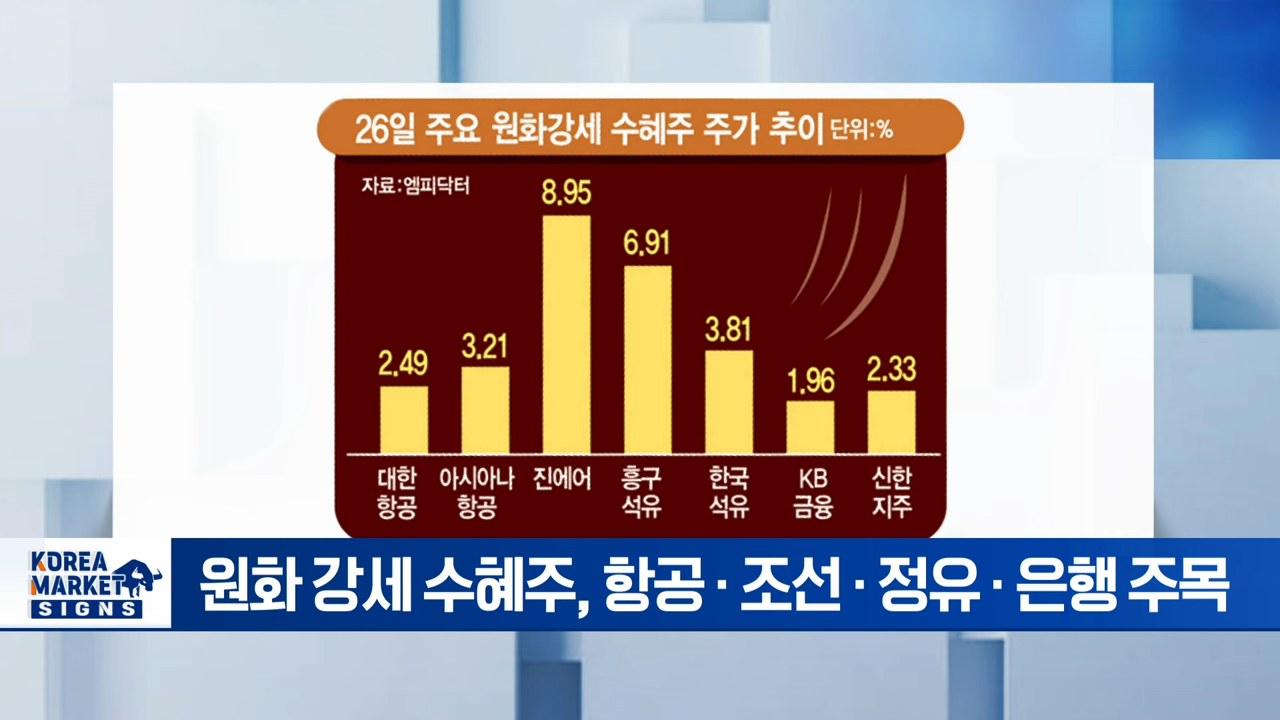 26일 주요 원화강세 수혜주 주가 추이 단위:%
자료:엠피닥터
2.49
3.21
8.95
6.91
3.81
1.96
2.33
대한
항공
아시아나
항공
진에어
흥구
석유
한국
석유
KB
금융
신한
지주
KOREA
MARKET
SIGNS
원화 강세 수혜주, 항공·조선·정유·은행 주목